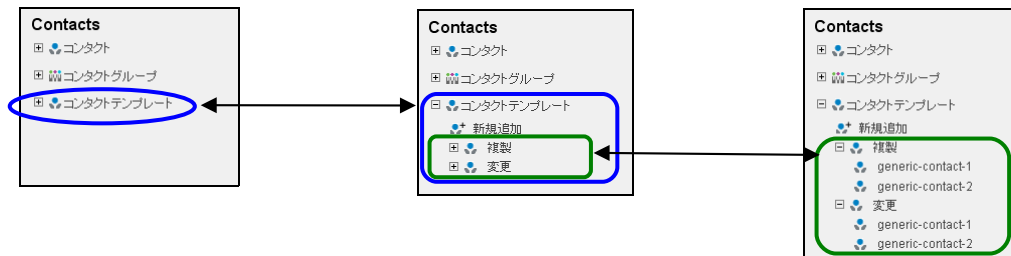 Contacts
コンタクト
コンタクトグループ
コンタクトテンプレート
Contacts
コンタクト
コンタクトグループ
コンタクトテンプレート
新規追加
複製
変更
Contacts
コンタクト
コンタクトグループ
コンタクトテンプレート
新規追加
複製
generic-contact-1
generic-contact-2
変更
generic-contact-1
generic-contact-2